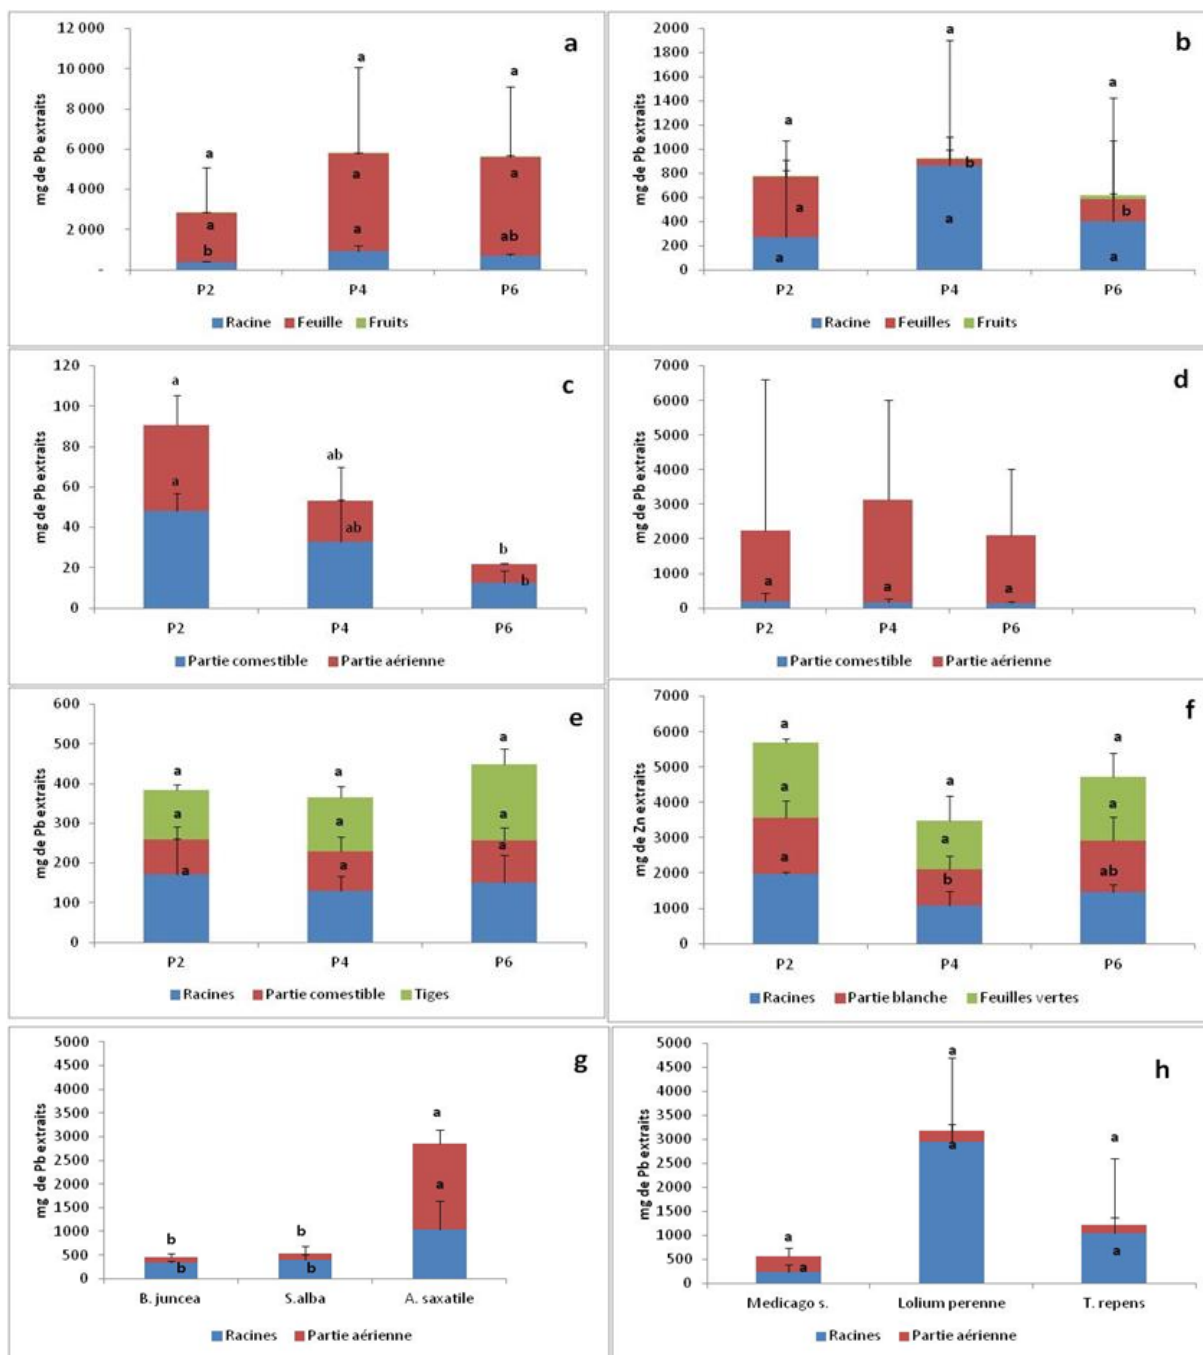 a
mg de Pb extraits
12 000
10 000
8 000
6 000
4 000
2 000
-
a
a
b
a
a
a
a
a
ab
P2
P4
P6
Racine
Feuille
Fruits
b
mg de Pb extraits
2000
1800
1600
1400
1200
1000
800
600
400
200
0
a
a
a
a
b
a
a
b
a
P2
P4
P6
Racine
Feuilles
Fruits
c
mg de Pb extraits
120
100
80
60
40
20
0
a
a
ab
ab
b
b
P2
P4
P6
Partie comestible
Partie aérienne
d
mg de Pb extraits
7000
6000
5000
4000
3000
2000
1000
0
a
a
a
P2
P4
P6
Partie comestible
Partie aérienne
e
mg de Pb extraits
600
500
400
300
200
100
0
a
a
a
a
a
a
a
a
a
P2
P4
P6
Racines
Partie comestible
Tiges
f
mg de Zn extraits
7000
6000
5000
4000
3000
2000
1000
0
a
a
a
a
a
b
a
a
ab
P2
P4
P6
Racines
Partie blanche
Feuilles vertes
g
mg de Pb extraits
5000
4500
4000
3500
3000
2500
2000
1500
1000
500
0
b
b
b
b
a
a
B. juncea
S.alba
A. saxatile
Racines
Partie aérienne
h
mg de Pb extraits
5000
4500
4000
3500
3000
2500
2000
1500
1000
500
0
a
a
a
a
a
a
Medicago s.
Lolium perenne
T. repens
Racines
Partie aérienne